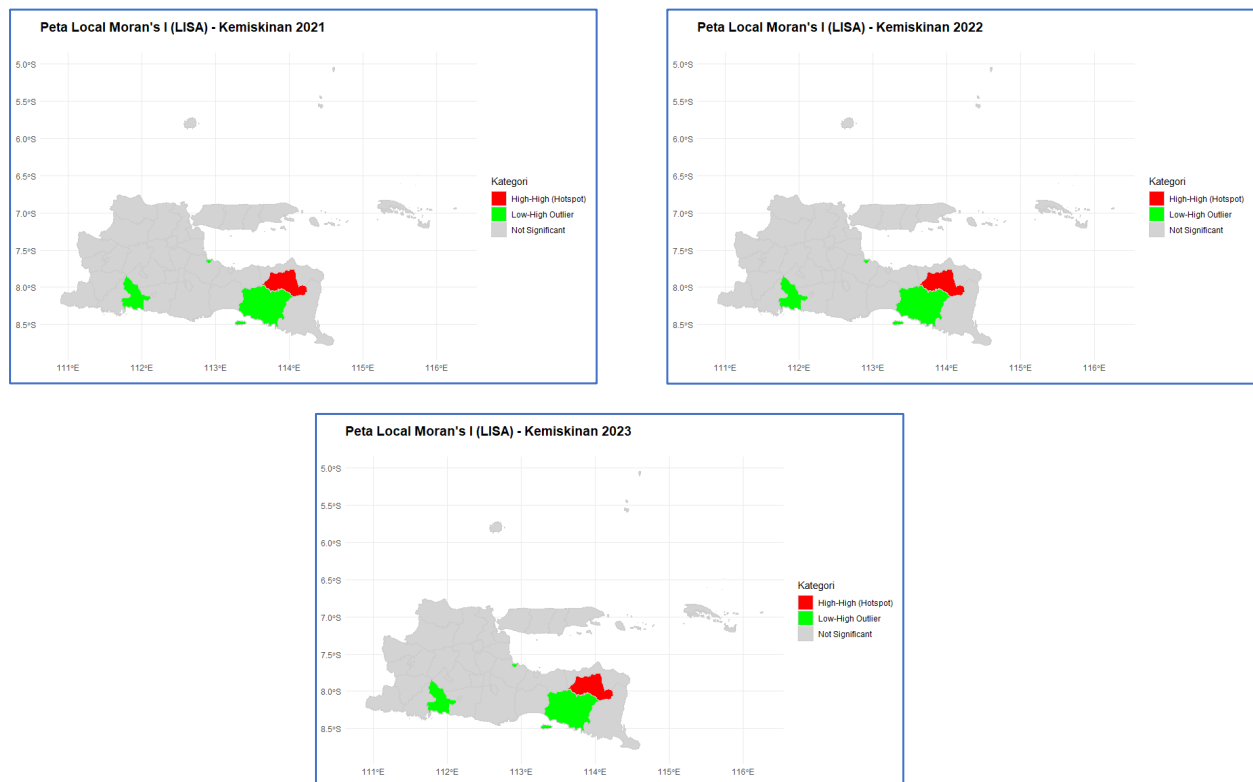 Peta Local Moran's I (LISA) - Kemiskinan 2021
5.0°S
5.5°S
6.0°S
6.5°S
7.0°S
7.5°S
8.0°S
8.5°S
111°E 112°E 113°E 114°E 115°E 116°E
Kategori
High-High (Hotspot)
Low-High Outlier
Not Significant
Peta Local Moran's I (LISA) - Kemiskinan 2022
5.0°S
5.5°S
6.0°S
6.5°S
7.0°S
7.5°S
8.0°S
8.5°S
111°E 112°E 113°E 114°E 115°E 116°E
Kategori
High-High (Hotspot)
Low-High Outlier
Not Significant
Peta Local Moran's I (LISA) - Kemiskinan 2023
5.0°S
5.5°S
6.0°S
6.5°S
7.0°S
7.5°S
8.0°S
8.5°S
111°E 112°E 113°E 114°E 115°E 116°E
Kategori
High-High (Hotspot)
Low-High Outlier
Not Significant